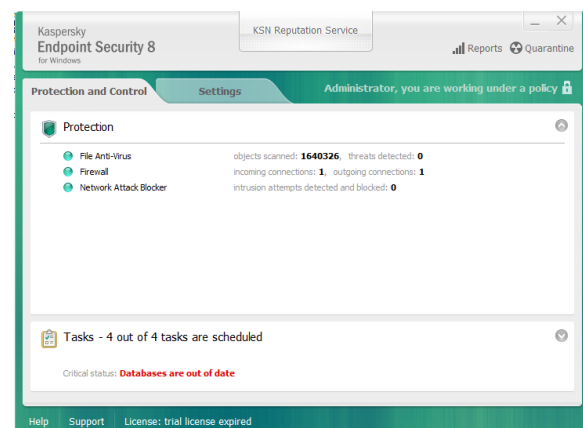 KSN Reputation Service
Kaspersky
Endpoint Security 8
for Windows
Reports Quarantine
Protection and Control Settings Administrator, you are working under a policy
Protection
File Anti-Virus objects scanned: 1640326, threats detected: 0
Firewall incoming connections: 1, outgoing connections: 1
Network Attack Blocker intrusion attempts detected and blocked: 0
Tasks - 4 out of 4 tasks are scheduled
Critical status: Databases are out of date
Help Support License: trial license expired